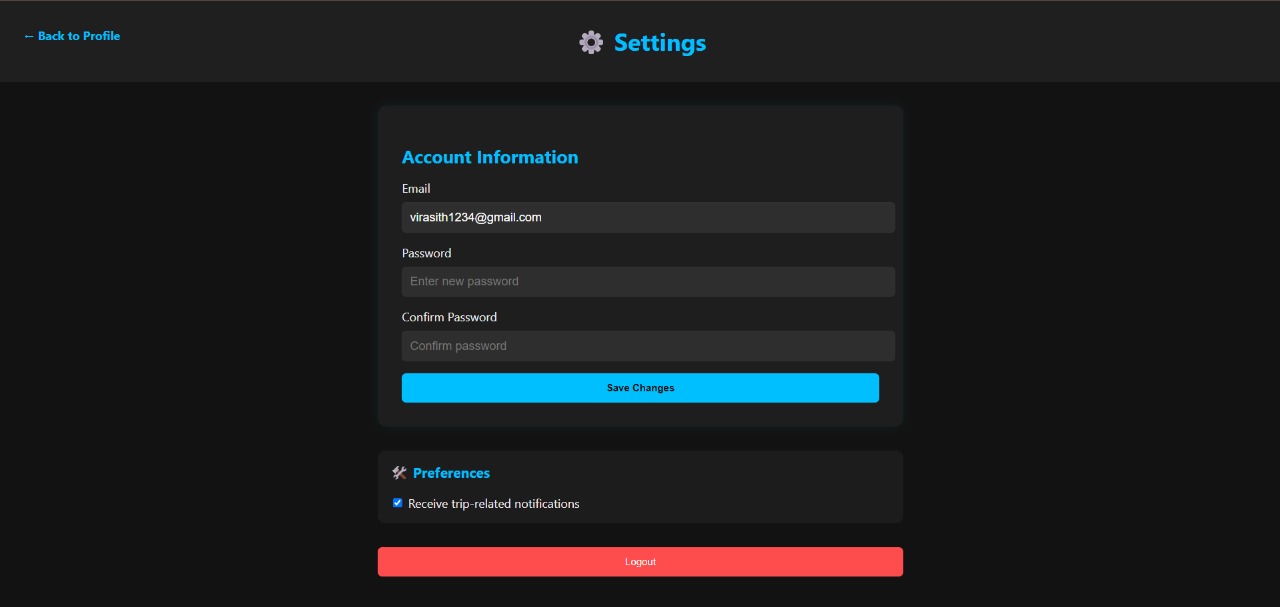 ← Back to Profile
⚙️ Settings
Account Information
Email
virasith1234@gmail.com
Password
Enter new password
Confirm Password
Confirm password
Save Changes
🛠️ Preferences
Receive trip-related notifications
Logout